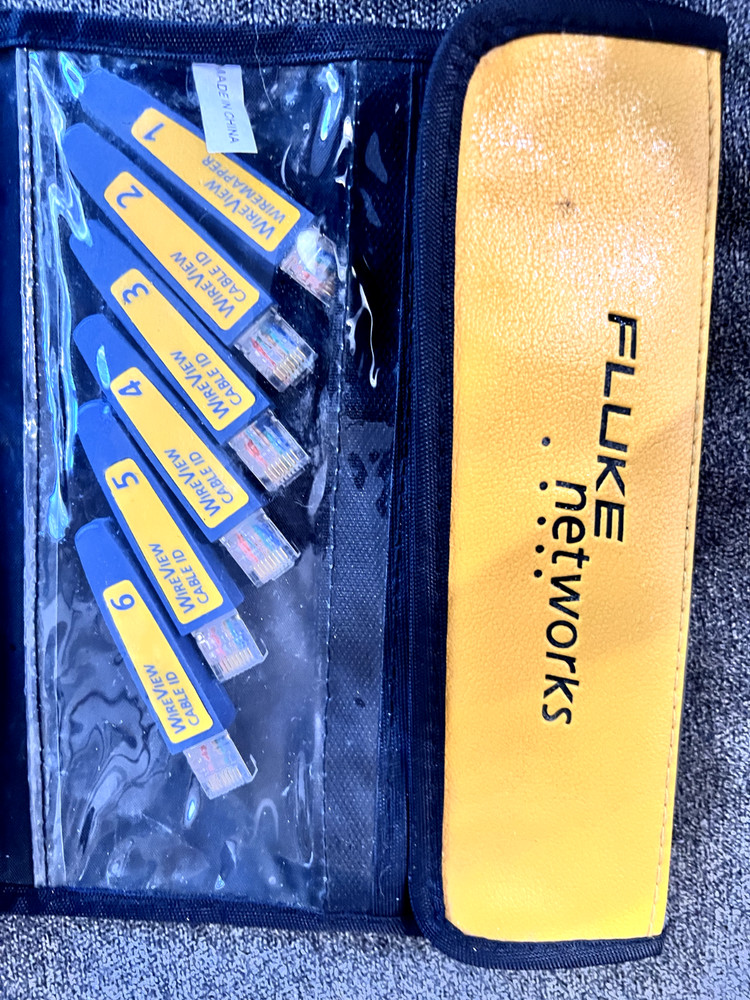 MADE IN CHINA
1
WIREVIEW
WIREMAPPER
2
WIREVIEW
CABLE ID
3
WIREVIEW
CABLE ID
4
WIREVIEW
CABLE ID
5
WIREVIEW
CABLE ID
6
WIREVIEW
CABLE ID
FLUKE
networks